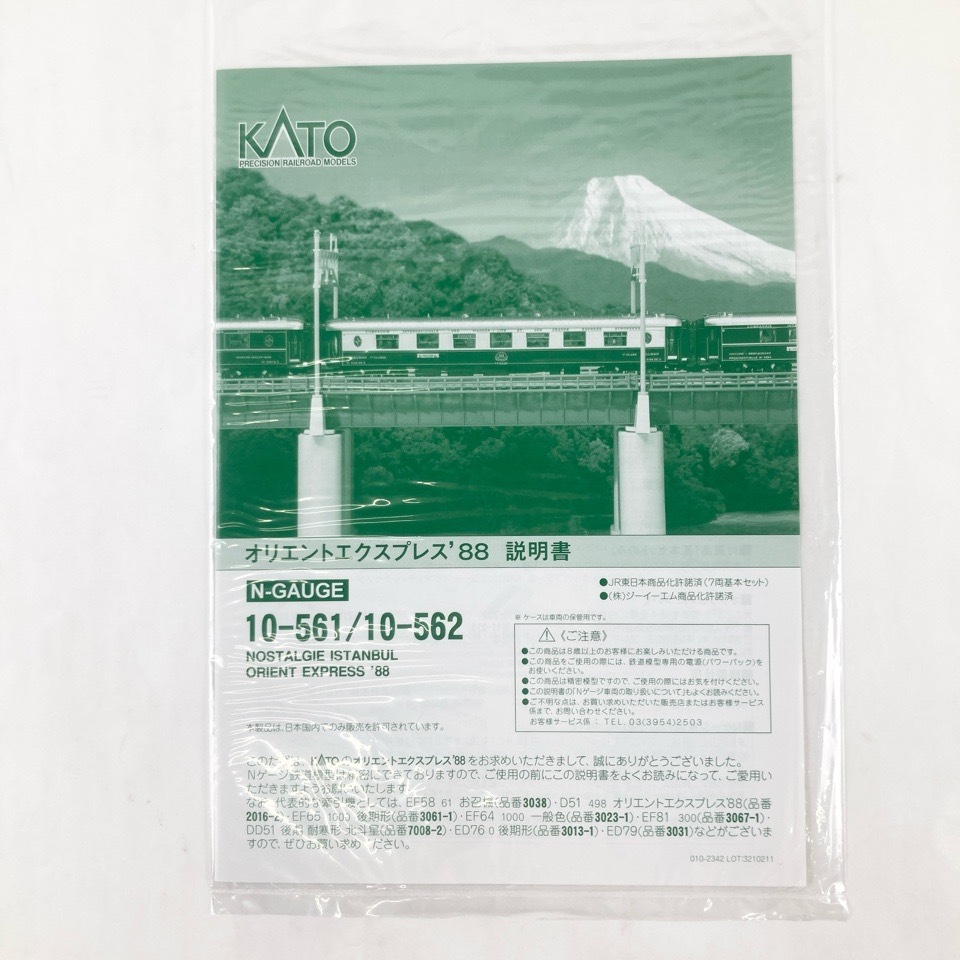 KATO
PRECISION RAILROAD MODELS
オリエントエクスプレス'88 説明書
N-GAUGE
10-561/10-562
NOSTALGIE ISTANBUL
ORIENT EXPRESS '88
●JR東日本商品化許諾済(7両基本セット)
●(株)ジーイーエム商品化許諾済
※ ケースは車両の保管用です。
⚠《ご注意》
●この商品は8歳以上のお客様にお楽しみいただける商品です。
●この商品をご使用の際には、鉄道模型専用の電源(パワーパック)を
お使いください。
●この商品は精密模型ですので、ご使用の際にはお気を付けください。
●この説明書の「Nゲージ車両の取り扱いについて」もよくお読みください。
●ご不明な点は、お買い求めいただいた販売店またはお客様サービス
係まで、お問い合わせください。
お客様サービス係：TEL.03(3954)2503
本製品は、日本国内でのみ販売を許可されています。
このたびは、KATOのオリエントエクスプレス'88をお求めいただきまして、誠にありがとうございました。
Nゲージ鉄道模型は精密にできておりますので、ご使用の前にこの説明書をよくお読みになって、ご愛用い
ただきますようお願いいたします。
なお、代表的な牽引機としては、EF58 61 お召機(品番3038)・D51 498 オリエントエクスプレス'88(品番
2016-2)・EF65 1000 後期形(品番3061-1)・EF64 1000 一般色(品番3023-1)・EF81 300(品番3067-1)・
DD51 後期 耐寒形 北斗星(品番7008-2)・ED76 0 後期形(品番3013-1)・ED79(品番3031)などがございま
すので、ぜひお買い求めください。
010-2342 LOT:3210211